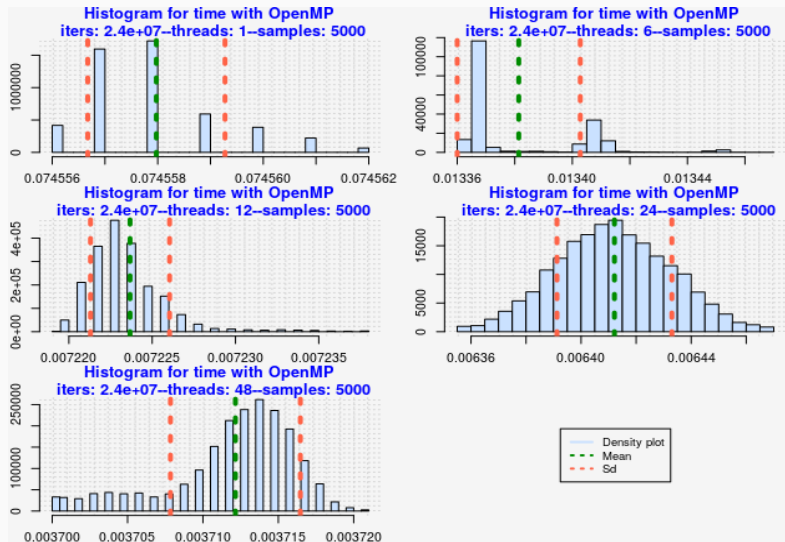 Histogram for time with OpenMP
iters: 2.4e+07--threads: 1--samples: 5000
0 1000000
0.074556 0.074558 0.074560 0.074562
Histogram for time with OpenMP
iters: 2.4e+07--threads: 6--samples: 5000
0 40000 100000
0.01336 0.01340 0.01344
Histogram for time with OpenMP
iters: 2.4e+07--threads: 12--samples: 5000
0e+00 2e+05 4e+05
0.007220 0.007225 0.007230 0.007235
Histogram for time with OpenMP
iters: 2.4e+07--threads: 24--samples: 5000
0 5000 15000
0.00636 0.00640 0.00644
Histogram for time with OpenMP
iters: 2.4e+07--threads: 48--samples: 5000
0 100000 250000
0.003700 0.003705 0.003710 0.003715 0.003720
Density plot
Mean
Sd